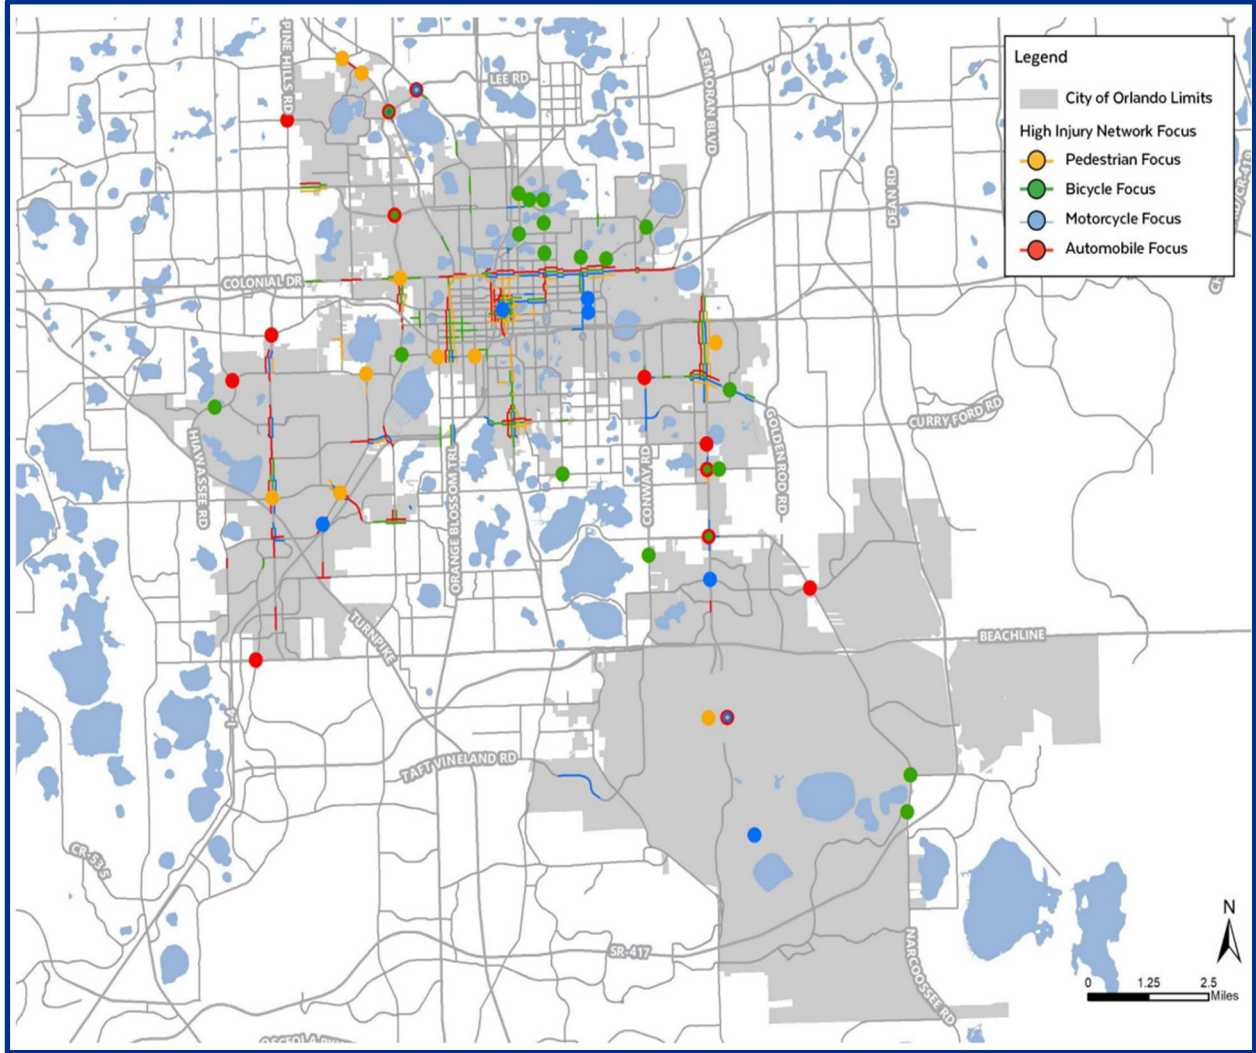 Legend
City of Orlando Limits
High Injury Network Focus
Pedestrian Focus
Bicycle Focus
Motorcycle Focus
Automobile Focus
PINE HILLS RD
LEE RD
SEMORAN BLVD
DEAN RD
COLONIAL DR
CURRY FORD RD
HIAWASSEE RD
ORANGE BLOSSOM TRL
CONWAY RD
GOLDENROD RD
TURNPIKE
BEACHLINE
I-4
TAFT VINELAND RD
CR-535
SR-417
NARCOOSSEE RD
N
0 1.25 2.5
Miles